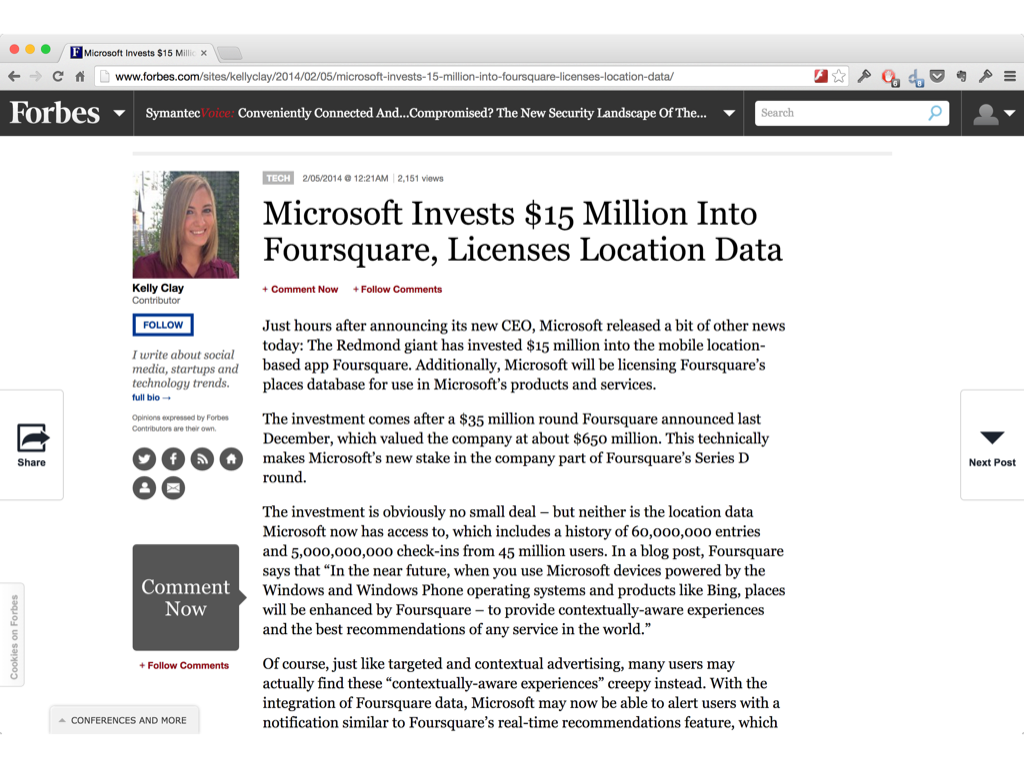 Microsoft Invests $15 Millic
www.forbes.com/sites/kellyclay/2014/02/05/microsoft-invests-15-million-into-foursquare-licenses-location-data/
Forbes
SymantecVoice: Conveniently Connected And...Compromised? The New Security Landscape Of The...
Search
TECH 2/05/2014 @ 12:21AM | 2,151 views
Microsoft Invests $15 Million Into
Foursquare, Licenses Location Data
+ Comment Now + Follow Comments
Kelly Clay
Contributor
FOLLOW
I write about social
media, startups and
technology trends.
full bio →
Opinions expressed by Forbes
Contributors are their own.
Just hours after announcing its new CEO, Microsoft released a bit of other news
today: The Redmond giant has invested $15 million into the mobile location-
based app Foursquare. Additionally, Microsoft will be licensing Foursquare's
places database for use in Microsoft's products and services.
The investment comes after a $35 million round Foursquare announced last
December, which valued the company at about $650 million. This technically
makes Microsoft's new stake in the company part of Foursquare's Series D
round.
The investment is obviously no small deal – but neither is the location data
Microsoft now has access to, which includes a history of 60,000,000 entries
and 5,000,000,000 check-ins from 45 million users. In a blog post, Foursquare
says that “In the near future, when you use Microsoft devices powered by the
Windows and Windows Phone operating systems and products like Bing, places
will be enhanced by Foursquare – to provide contextually-aware experiences
and the best recommendations of any service in the world.”
Of course, just like targeted and contextual advertising, many users may
actually find these “contextually-aware experiences” creepy instead. With the
integration of Foursquare data, Microsoft may now be able to alert users with a
notification similar to Foursquare's real-time recommendations feature, which
Share
Next Post
Comment
Now
+ Follow Comments
Cookies on Forbes
CONFERENCES AND MORE